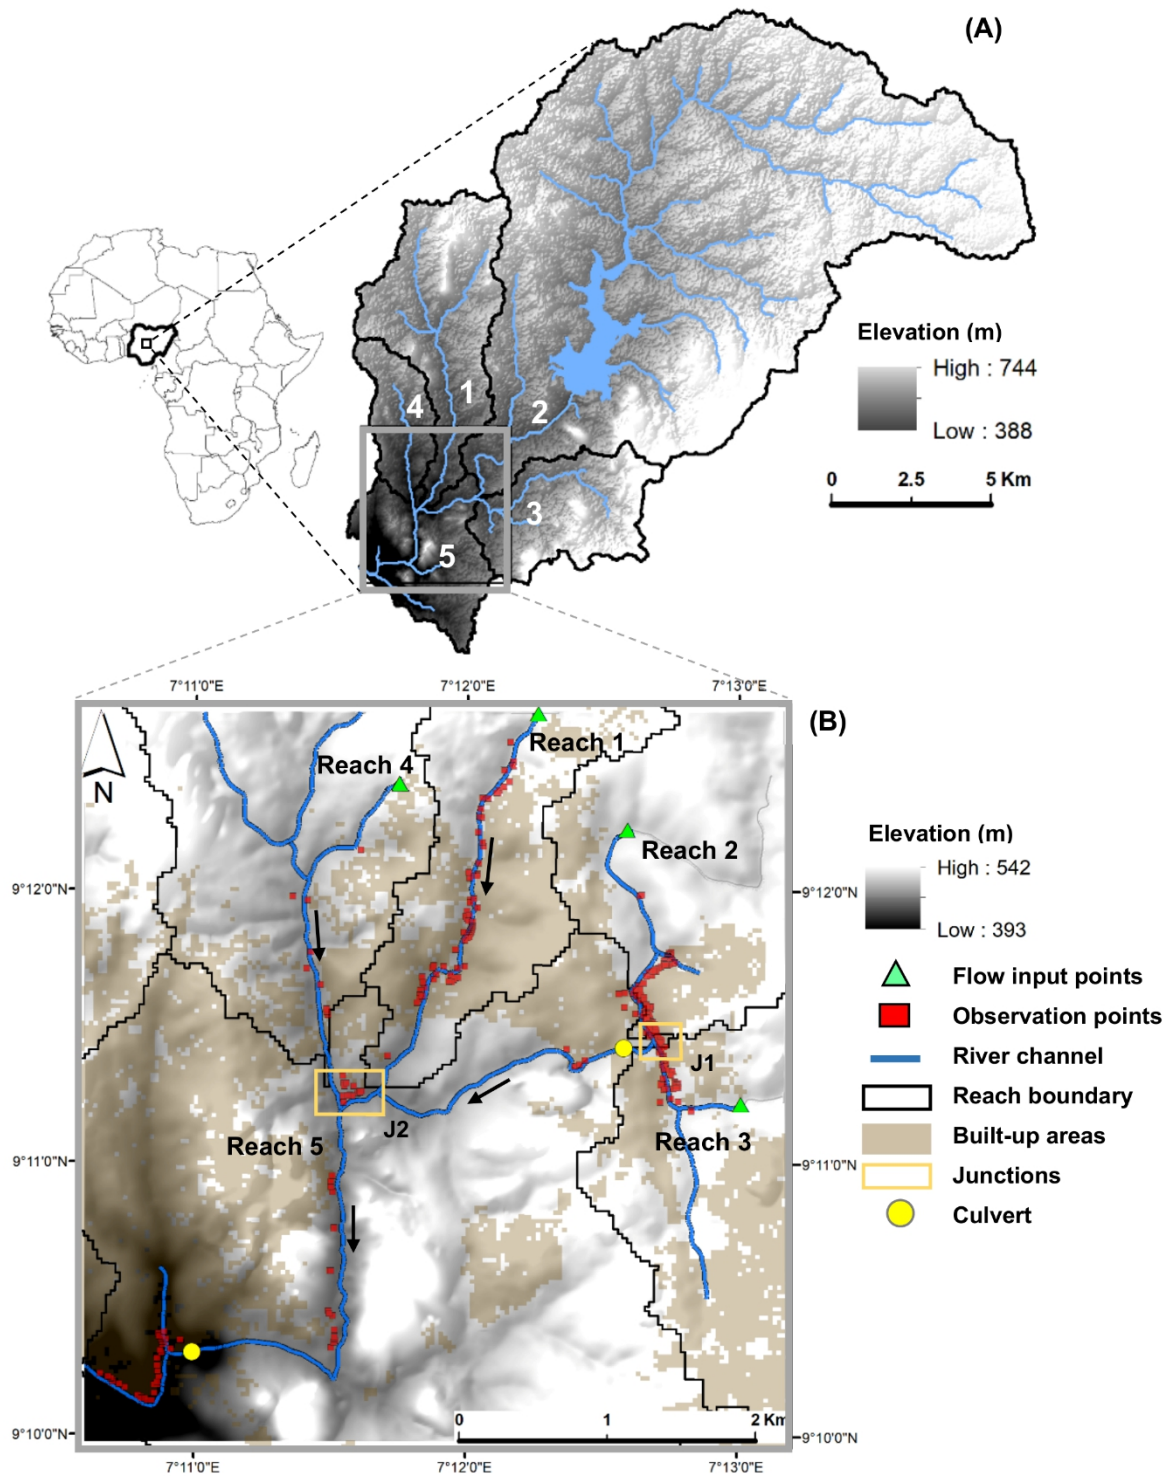 (A)
1
4
2
3
5
Elevation (m)
High : 744
Low : 388
0 2.5 5 Km
7°11'0"E 7°12'0"E 7°13'0"E
(B)
N
Reach 1
Reach 4
Reach 2
9°12'0"N 9°12'0"N
J1
J2
Reach 5
Reach 3
9°11'0"N 9°11'0"N
0 1 2 Km
9°10'0"N 9°10'0"N
7°11'0"E 7°12'0"E 7°13'0"E
Elevation (m)
High : 542
Low : 393
Flow input points
Observation points
River channel
Reach boundary
Built-up areas
Junctions
Culvert